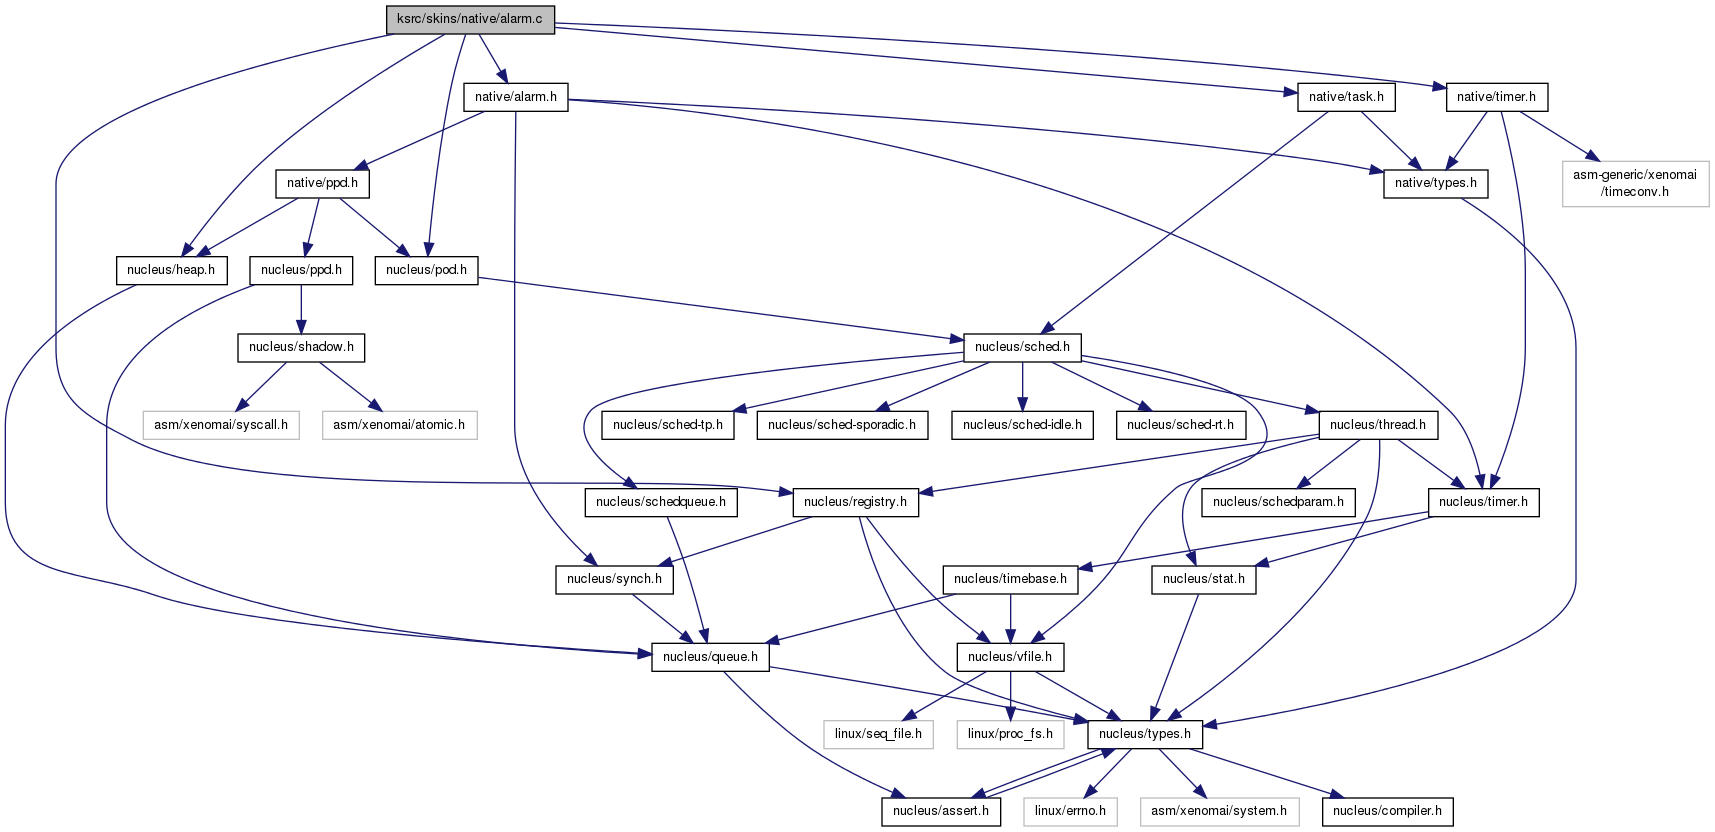 ksrc/skins/native/alarm.c
native/alarm.h
native/task.h
native/timer.h
native/ppd.h
native/types.h
asm-generic/xenomai
/timeconv.h
nucleus/heap.h
nucleus/ppd.h
nucleus/pod.h
nucleus/shadow.h
nucleus/sched.h
asm/xenomai/syscall.h
asm/xenomai/atomic.h
nucleus/sched-tp.h
nucleus/sched-sporadic.h
nucleus/sched-idle.h
nucleus/sched-rt.h
nucleus/thread.h
nucleus/schedqueue.h
nucleus/registry.h
nucleus/schedparam.h
nucleus/timer.h
nucleus/synch.h
nucleus/timebase.h
nucleus/stat.h
nucleus/queue.h
nucleus/vfile.h
linux/seq_file.h
linux/proc_fs.h
nucleus/types.h
nucleus/assert.h
linux/errno.h
asm/xenomai/system.h
nucleus/compiler.h